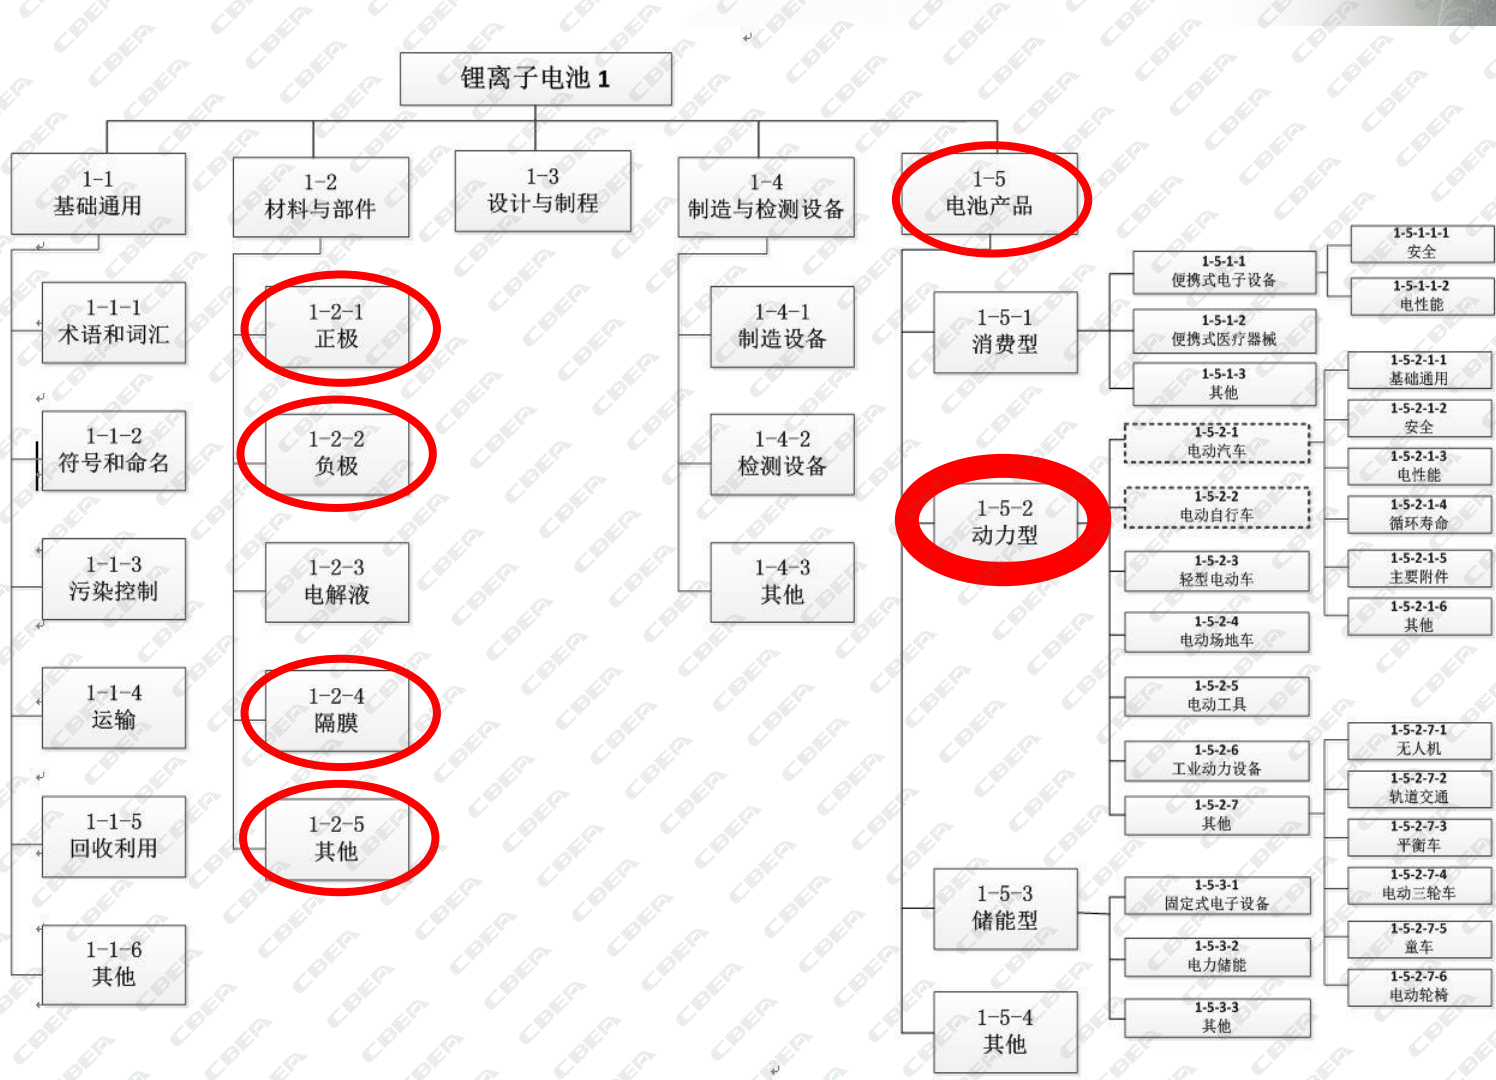 锂离子电池 1
1-1
基础通用
1-1-1
术语和词汇
1-1-2
符号和命名
1-1-3
污染控制
1-1-4
运输
1-1-5
回收利用
1-1-6
其他
1-2
材料与部件
1-2-1
正极
1-2-2
负极
1-2-3
电解液
1-2-4
隔膜
1-2-5
其他
1-3
设计与制程
1-4
制造与检测设备
1-4-1
制造设备
1-4-2
检测设备
1-4-3
其他
1-5
电池产品
1-5-1
消费型
1-5-1-1
便携式电子设备
1-5-1-1-1
安全
1-5-1-1-2
电性能
1-5-1-2
便携式医疗器械
1-5-1-3
其他
1-5-2
动力型
1-5-2-1
电动汽车
1-5-2-1-1
基础通用
1-5-2-1-2
安全
1-5-2-1-3
电性能
1-5-2-1-4
循环寿命
1-5-2-1-5
主要附件
1-5-2-1-6
其他
1-5-2-2
电动自行车
1-5-2-3
轻型电动车
1-5-2-4
电动场地车
1-5-2-5
电动工具
1-5-2-6
工业动力设备
1-5-2-7
其他
1-5-2-7-1
无人机
1-5-2-7-2
轨道交通
1-5-2-7-3
平衡车
1-5-2-7-4
电动三轮车
1-5-2-7-5
童车
1-5-2-7-6
电动轮椅
1-5-3
储能型
1-5-3-1
固定式电子设备
1-5-3-2
电力储能
1-5-3-3
其他
1-5-4
其他
CBEA